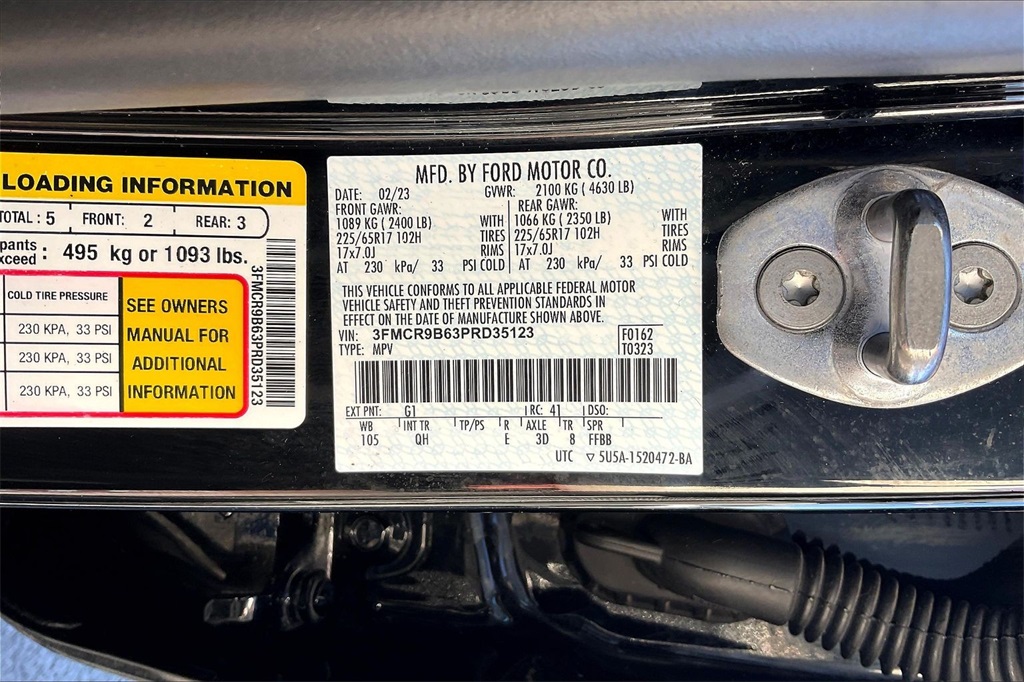 LOADING INFORMATION
TOTAL : 5 FRONT: 2 REAR: 3
pants
exceed : 495 kg or 1093 lbs.
COLD TIRE PRESSURE
230 KPA, 33 PSI
230 KPA, 33 PSI
230 KPA, 33 PSI
SEE OWNERS
MANUAL FOR
ADDITIONAL
INFORMATION
3FMCR9B63PRD35123
MFD. BY FORD MOTOR CO.
DATE: 02/23 GVWR: 2100 KG ( 4630 LB)
FRONT GAWR:
1089 KG ( 2400 LB) WITH
225/65R17 102H TIRES
17x7.0J RIMS
AT 230 kPa/ 33 PSI COLD
REAR GAWR:
1066 KG ( 2350 LB) WITH
225/65R17 102H TIRES
17x7.0J RIMS
AT 230 kPa/ 33 PSI COLD
THIS VEHICLE CONFORMS TO ALL APPLICABLE FEDERAL MOTOR
VEHICLE SAFETY AND THEFT PREVENTION STANDARDS IN
EFFECT ON THE DATE OF MANUFACTURE SHOWN ABOVE.
VIN: 3FMCR9B63PRD35123 F0162
TYPE: MPV T0323
EXT PNT: G1 RC: 41 DSO:
WB INT TR TP/PS R AXLE TR SPR
105 QH E 3D 8 FFBB
UTC ▽ 5U5A-1520472-BA